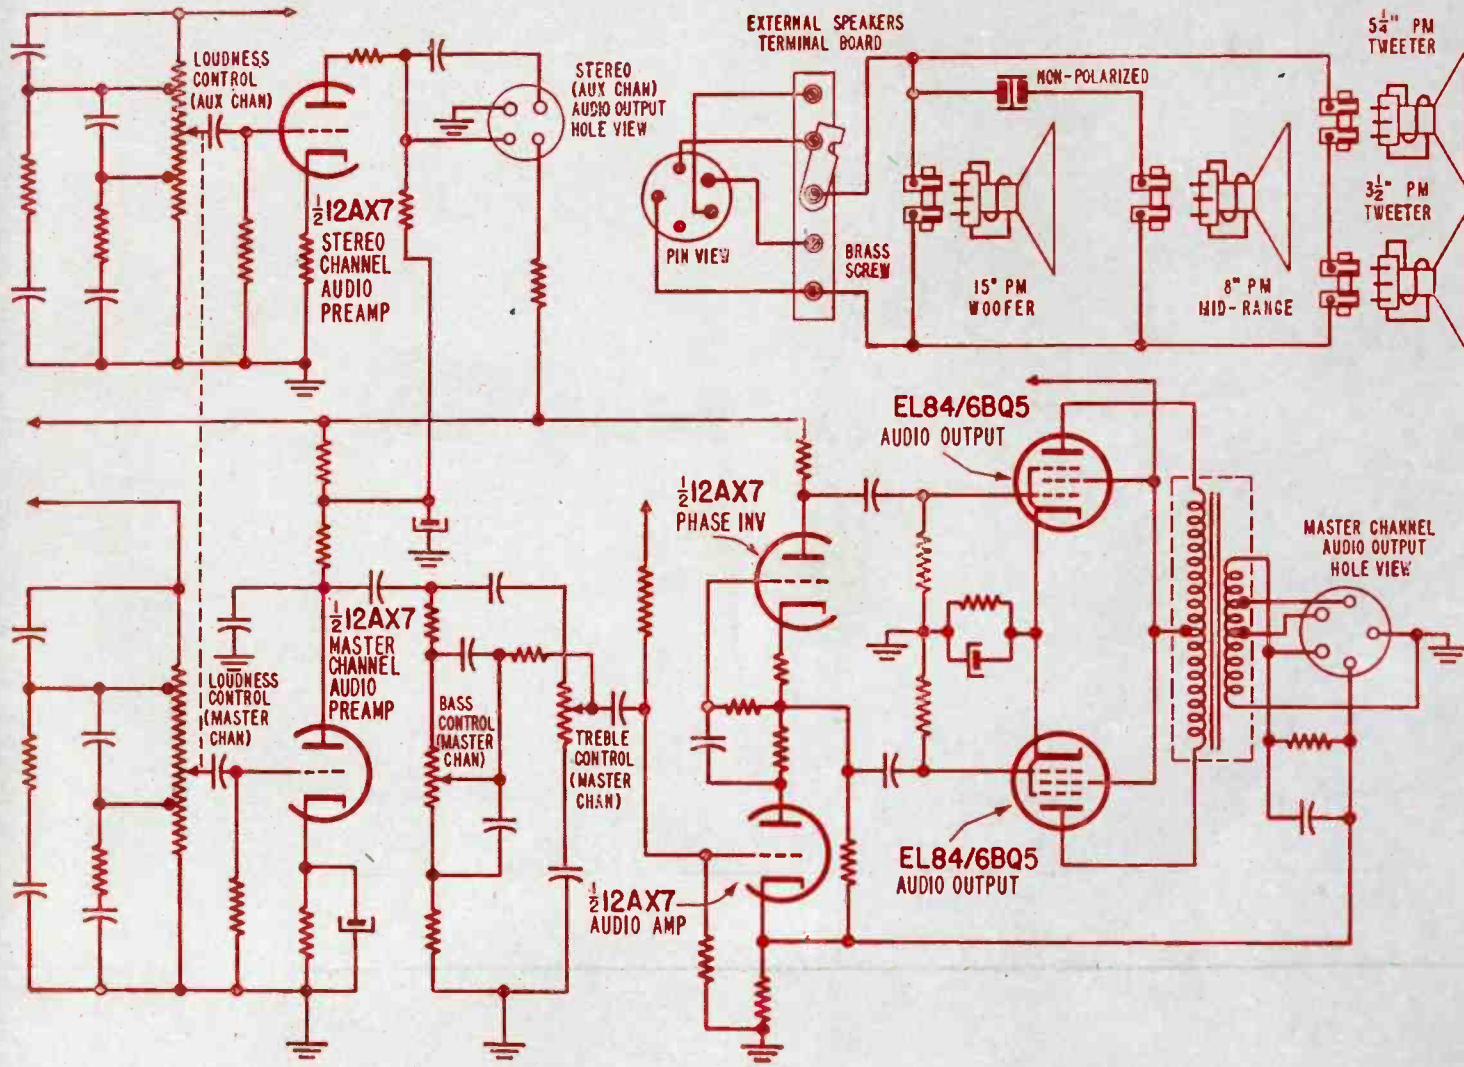 LOUDNESS
CONTROL
(AUX CHAN)
STEREO
(AUX CHAN)
AUDIO OUTPUT
HOLE VIEW
½12AX7
STEREO
CHANNEL
AUDIO
PREAMP
EXTERNAL SPEAKERS
TERMINAL BOARD
PIN VIEW
BRASS
SCREW
NON-POLARIZED
15" PM
WOOFER
8" PM
MID-RANGE
5¼" PM
TWEETER
3½" PM
TWEETER
EL84/6BQ5
AUDIO OUTPUT
½12AX7
PHASE INV
MASTER CHANNEL
AUDIO OUTPUT
HOLE VIEW
½12AX7
MASTER
CHANNEL
AUDIO
PREAMP
LOUDNESS
CONTROL
(MASTER
CHAN)
BASS
CONTROL
(MASTER
CHAN)
TREBLE
CONTROL
(MASTER
CHAN)
½12AX7
AUDIO AMP
EL84/6BQ5
AUDIO OUTPUT